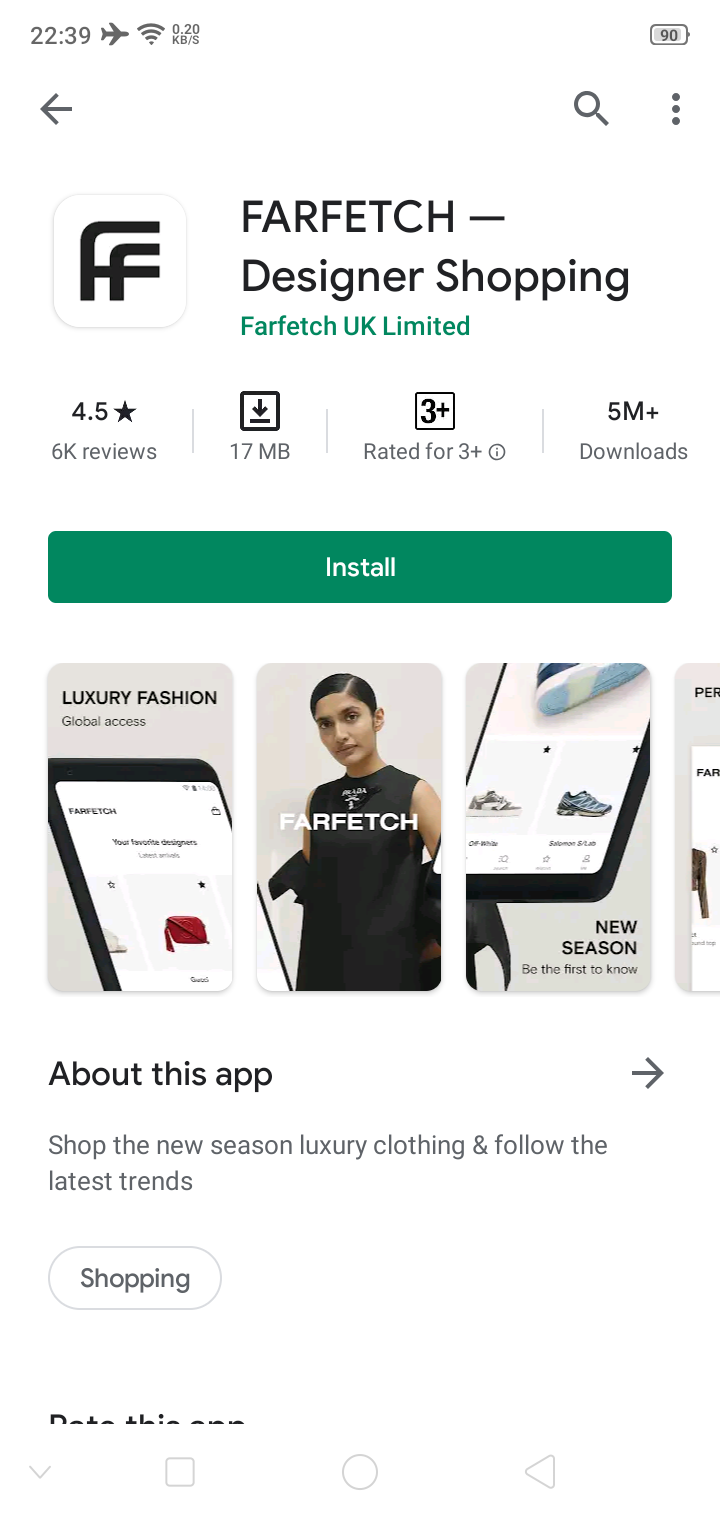 22:39
0.20
KB/S
90
FARFETCH —
Designer Shopping
Farfetch UK Limited
4.5 ★
6K reviews
17 MB
3+
Rated for 3+
5M+
Downloads
Install
LUXURY FASHION
Global access
FARFETCH
Your favorite designers
Latest arrivals
Gucci
PRADA
FARFETCH
Off-White
Salomon S/Lab
NEW
SEASON
Be the first to know
PER
FAR
About this app
Shop the new season luxury clothing & follow the
latest trends
Shopping
Rate this app